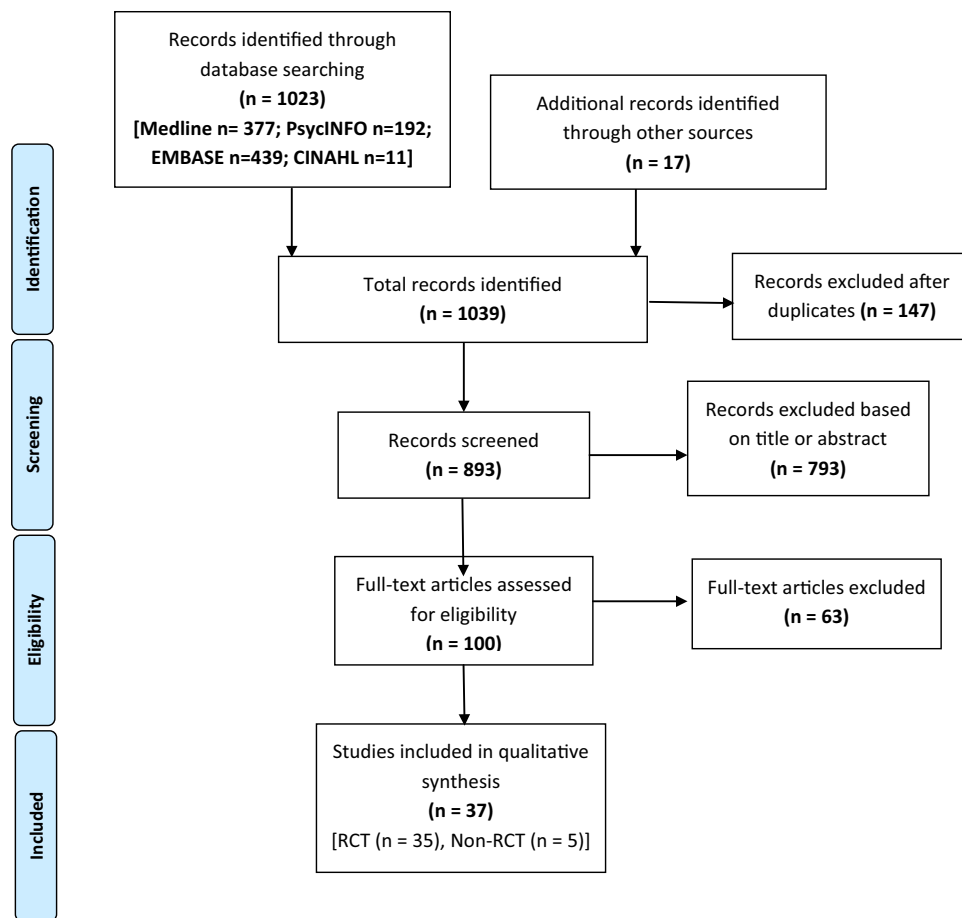 Records identified through
database searching
(n = 1023)
[Medline n= 377; PsycINFO n=192;
EMBASE n=439; CINAHL n=11]
Additional records identified
through other sources
(n = 17)
Identification
Total records identified
(n = 1039)
Records excluded after
duplicates (n = 147)
Screening
Records screened
(n = 893)
Records excluded based
on title or abstract
(n = 793)
Eligibility
Full-text articles assessed
for eligibility
(n = 100)
Full-text articles excluded
(n = 63)
Included
Studies included in qualitative
synthesis
(n = 37)
[RCT (n = 35), Non-RCT (n = 5)]